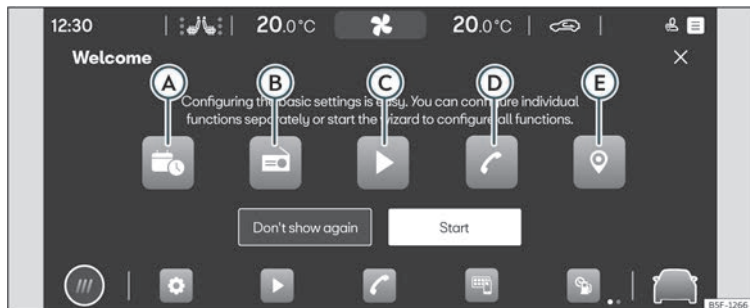 12:30
20.0°C
20.0°C
Welcome
A
B
C
D
E
Configuring the basic settings is easy. You can configure individual
functions separately or start the wizard to configure all functions.
Don't show again
Start
B5F-1266